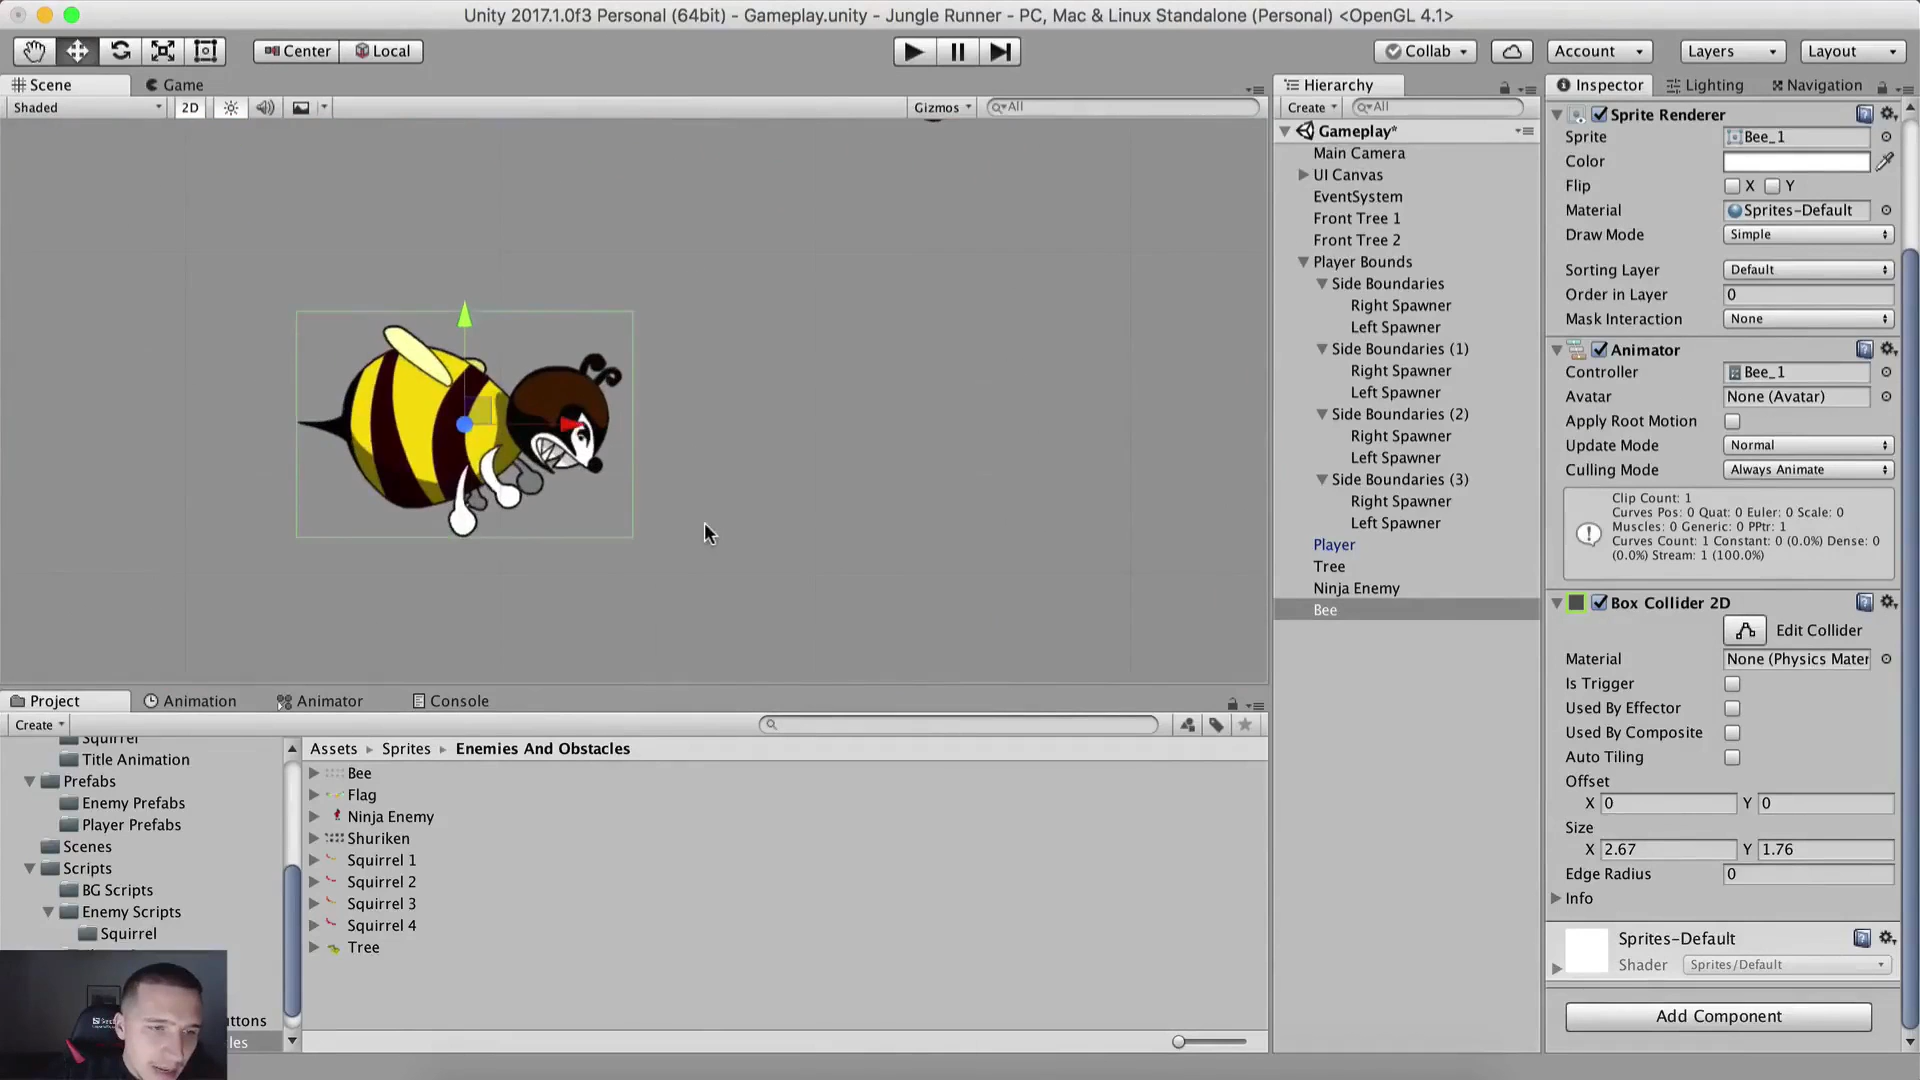 Unity 2017.1.0f3 Personal (64bit) - Gameplay.unity - Jungle Runner - PC, Mac & Linux Standalone (Personal) <OpenGL 4.1>
Center
Local
Collab
Account
Layers
Layout
Scene
Game
Shaded
2D
Gizmos
All
Hierarchy
Create
All
Gameplay*
Main Camera
UI Canvas
EventSystem
Front Tree 1
Front Tree 2
Player Bounds
Side Boundaries
Right Spawner
Left Spawner
Side Boundaries (1)
Right Spawner
Left Spawner
Side Boundaries (2)
Right Spawner
Left Spawner
Side Boundaries (3)
Right Spawner
Left Spawner
Player
Tree
Ninja Enemy
Bee
Inspector
Lighting
Navigation
Sprite Renderer
Sprite
Bee_1
Color
Flip
X
Y
Material
Sprites-Default
Draw Mode
Simple
Sorting Layer
Default
Order in Layer
0
Mask Interaction
None
Animator
Controller
Bee_1
Avatar
None (Avatar)
Apply Root Motion
Update Mode
Normal
Culling Mode
Always Animate
Clip Count: 1
Curves Pos: 0 Quat: 0 Euler: 0 Scale: 0
Muscles: 0 Generic: 0 PPtr: 1
Curves Count: 1 Constant: 0 (0.0%) Dense: 0
(0.0%) Stream: 1 (100.0%)
Box Collider 2D
Edit Collider
Material
None (Physics Mater
Is Trigger
Used By Effector
Used By Composite
Auto Tiling
Offset
X 0
Y 0
Size
X 2.67
Y 1.76
Edge Radius
0
Info
Sprites-Default
Shader
Sprites/Default
Add Component
Project
Animation
Animator
Console
Create
Squirrel
Title Animation
Prefabs
Enemy Prefabs
Player Prefabs
Scenes
Scripts
BG Scripts
Enemy Scripts
Squirrel
ttons
les
Assets
Sprites
Enemies And Obstacles
Bee
Flag
Ninja Enemy
Shuriken
Squirrel 1
Squirrel 2
Squirrel 3
Squirrel 4
Tree